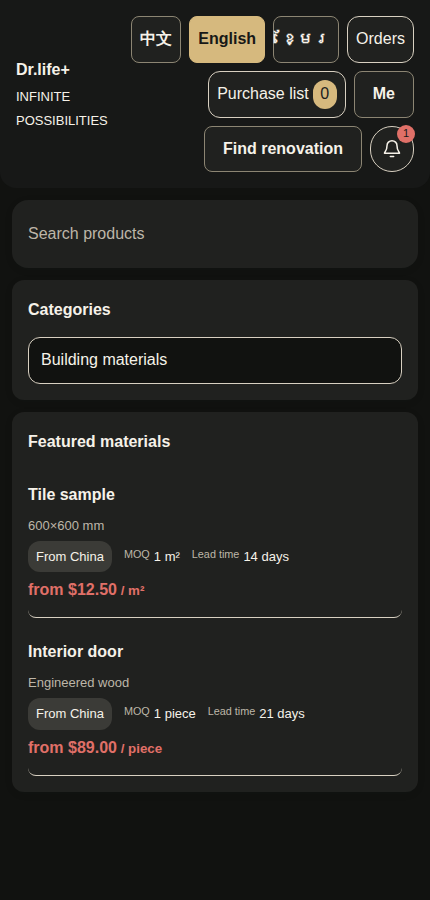 中文 English ខ្មែរ Orders
Dr.life+
INFINITE
POSSIBILITIES
Purchase list 0 Me
Find renovation 1
Search products
Categories
Building materials
Featured materials
Tile sample
600×600 mm
From China MOQ 1 m² Lead time 14 days
from $12.50 / m²
Interior door
Engineered wood
From China MOQ 1 piece Lead time 21 days
from $89.00 / piece